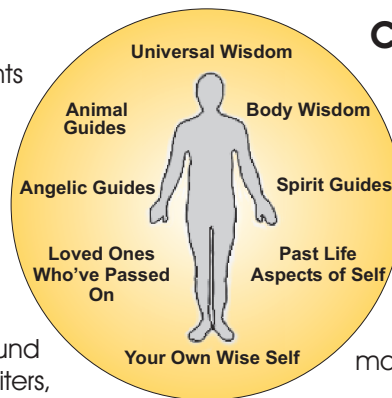 Universal Wisdom
Animal
Guides
Body Wisdom
Angelic Guides
Spirit Guides
Loved Ones
Who've Passed
On
Past Life
Aspects of Self
Your Own Wise Self